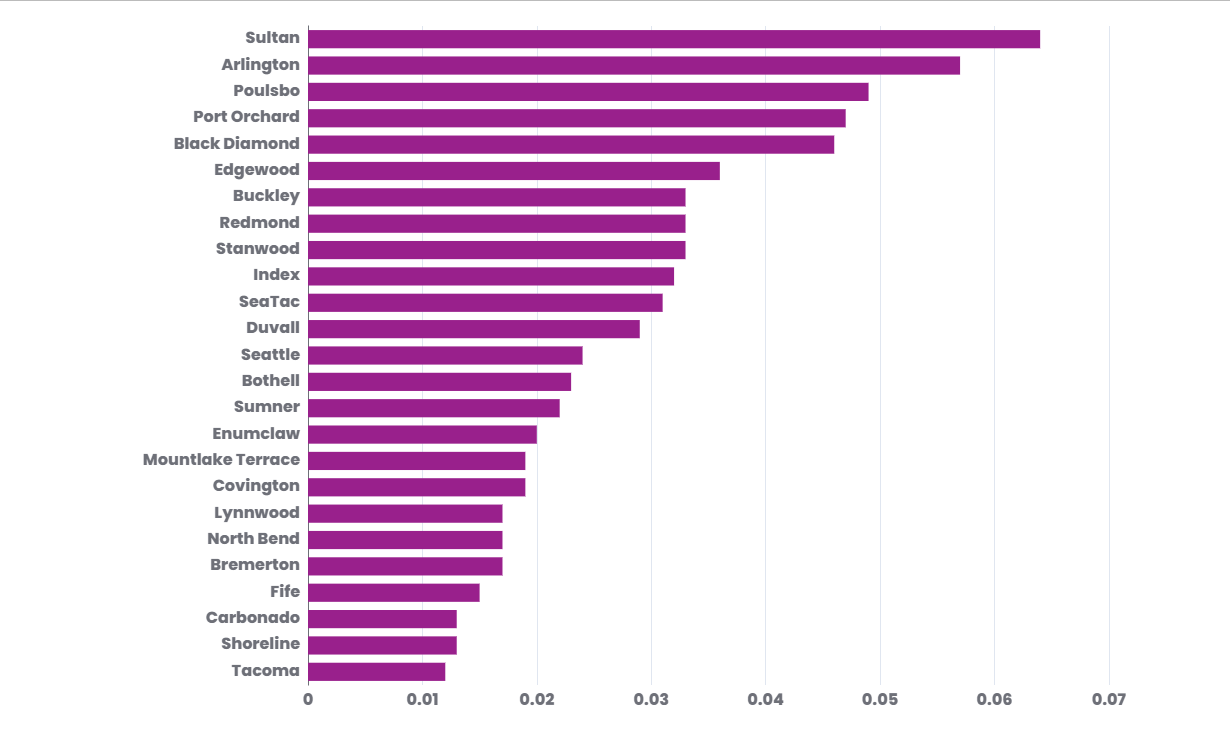 Sultan
Arlington
Poulsbo
Port Orchard
Black Diamond
Edgewood
Buckley
Redmond
Stanwood
Index
SeaTac
Duvall
Seattle
Bothell
Sumner
Enumclaw
Mountlake Terrace
Covington
Lynnwood
North Bend
Bremerton
Fife
Carbonado
Shoreline
Tacoma
0 0.01 0.02 0.03 0.04 0.05 0.06 0.07